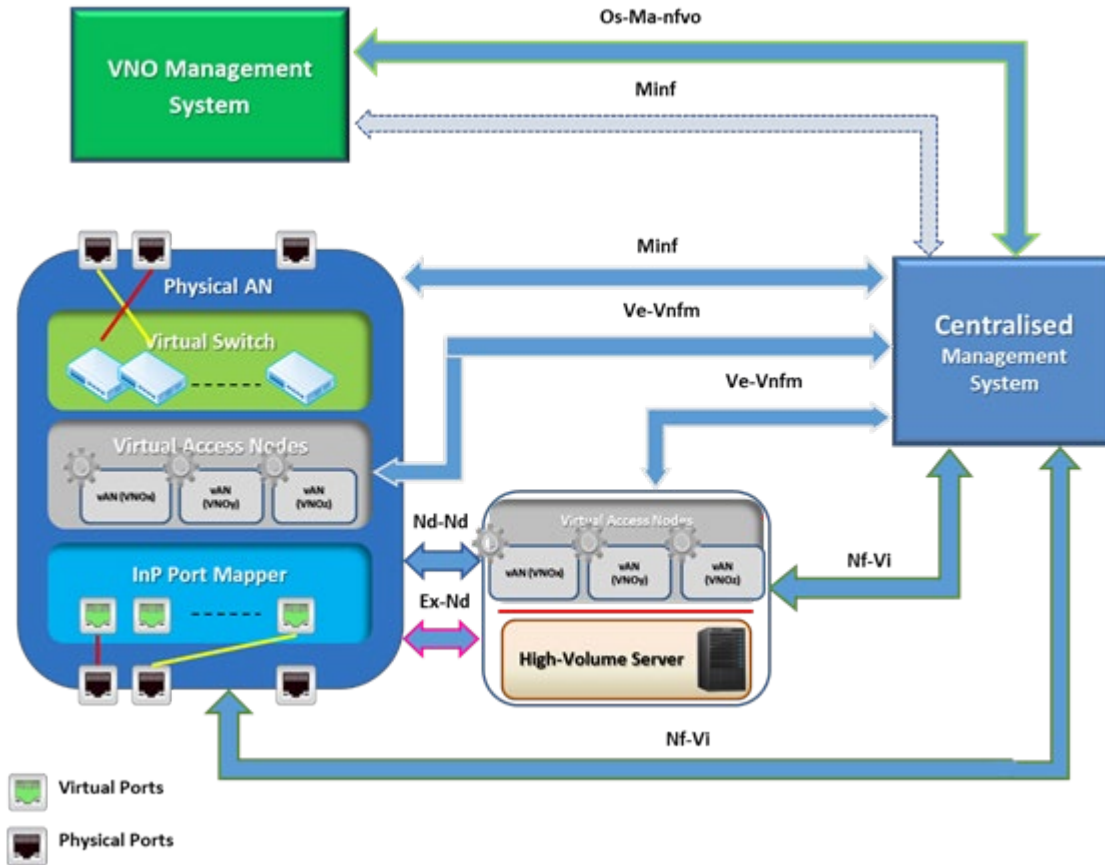 Os-Ma-nfvo
VNO Management
System
Minf
Minf
Physical AN
Ve-Vnfm
Virtual Switch
Centralised
Management
System
Ve-Vnfm
Virtual Access Nodes
vAN (VNOx)
vAN
(VNOy)
vAN
(VNOz)
Nd-Nd
Virtual Access Nodes
vAN (VNOx)
vAN
(VNOy)
vAN
(VNOz)
Nf-Vi
InP Port Mapper
Ex-Nd
High-Volume Server
Nf-Vi
Virtual Ports
Physical Ports